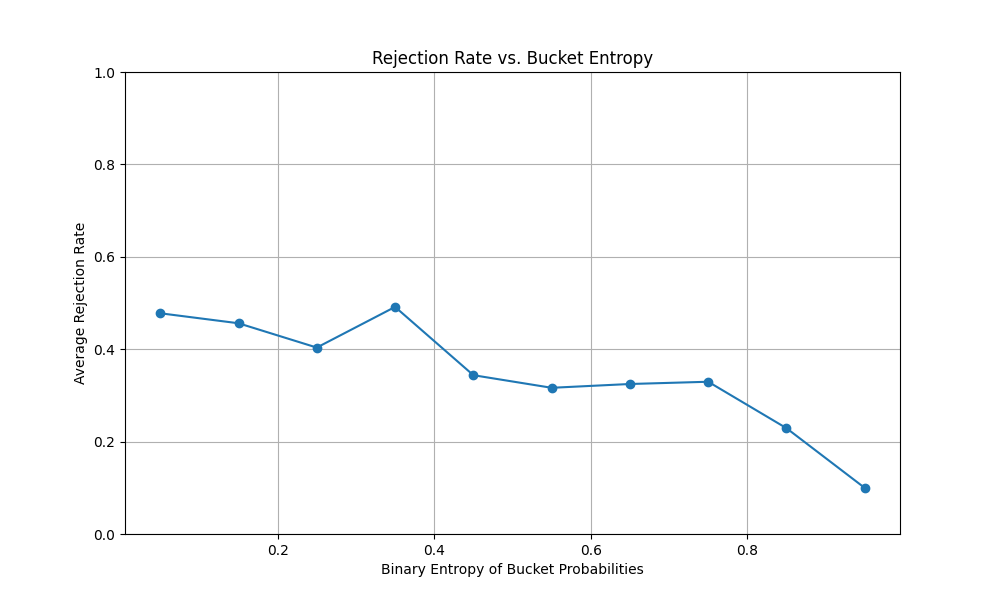 Rejection Rate vs. Bucket Entropy
1.0
0.8
0.6
0.4
0.2
0.0
Average Rejection Rate
0.2 0.4 0.6 0.8
Binary Entropy of Bucket Probabilities